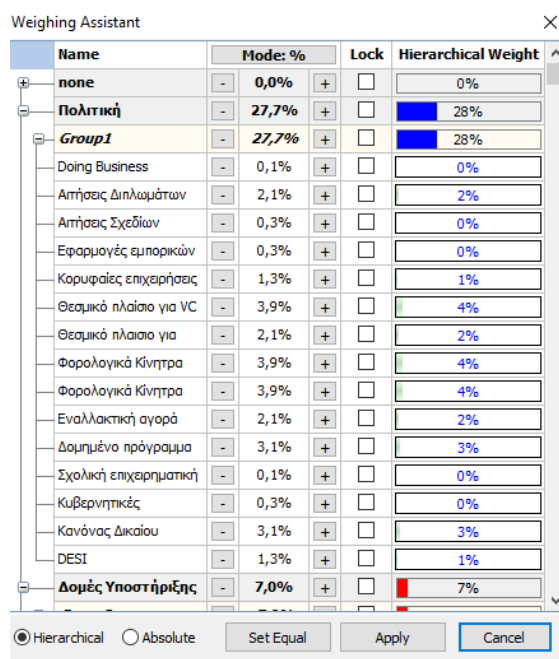 Weighing Assistant
Name Mode: % Lock Hierarchical Weight
none - 0,0% + 0%
Πολιτική - 27,7% + 28%
Group1 - 27,7% + 28%
Doing Business - 0,1% + 0%
Αιτήσεις Διπλωμάτων - 2,1% + 2%
Αιτήσεις Σχεδίων - 0,3% + 0%
Εφαρμογές εμπορικών - 0,3% + 0%
Κορυφαίες επιχειρήσεις - 1,3% + 1%
Θεσμικό πλαίσιο για VC - 3,9% + 4%
Θεσμικό πλαισιο για - 2,1% + 2%
Φορολογικά Κίνητρα - 3,9% + 4%
Φορολογικά Κίνητρα - 3,9% + 4%
Εναλλακτική αγορά - 2,1% + 2%
Δομημένο πρόγραμμα - 3,1% + 3%
Σχολική επιχειρηματική - 0,1% + 0%
Κυβερνητικές - 0,3% + 0%
Κανόνας Δικαίου - 3,1% + 3%
DESI - 1,3% + 1%
Δομές Υποστήριξης - 7,0% + 7%
Hierarchical Absolute Set Equal Apply Cancel